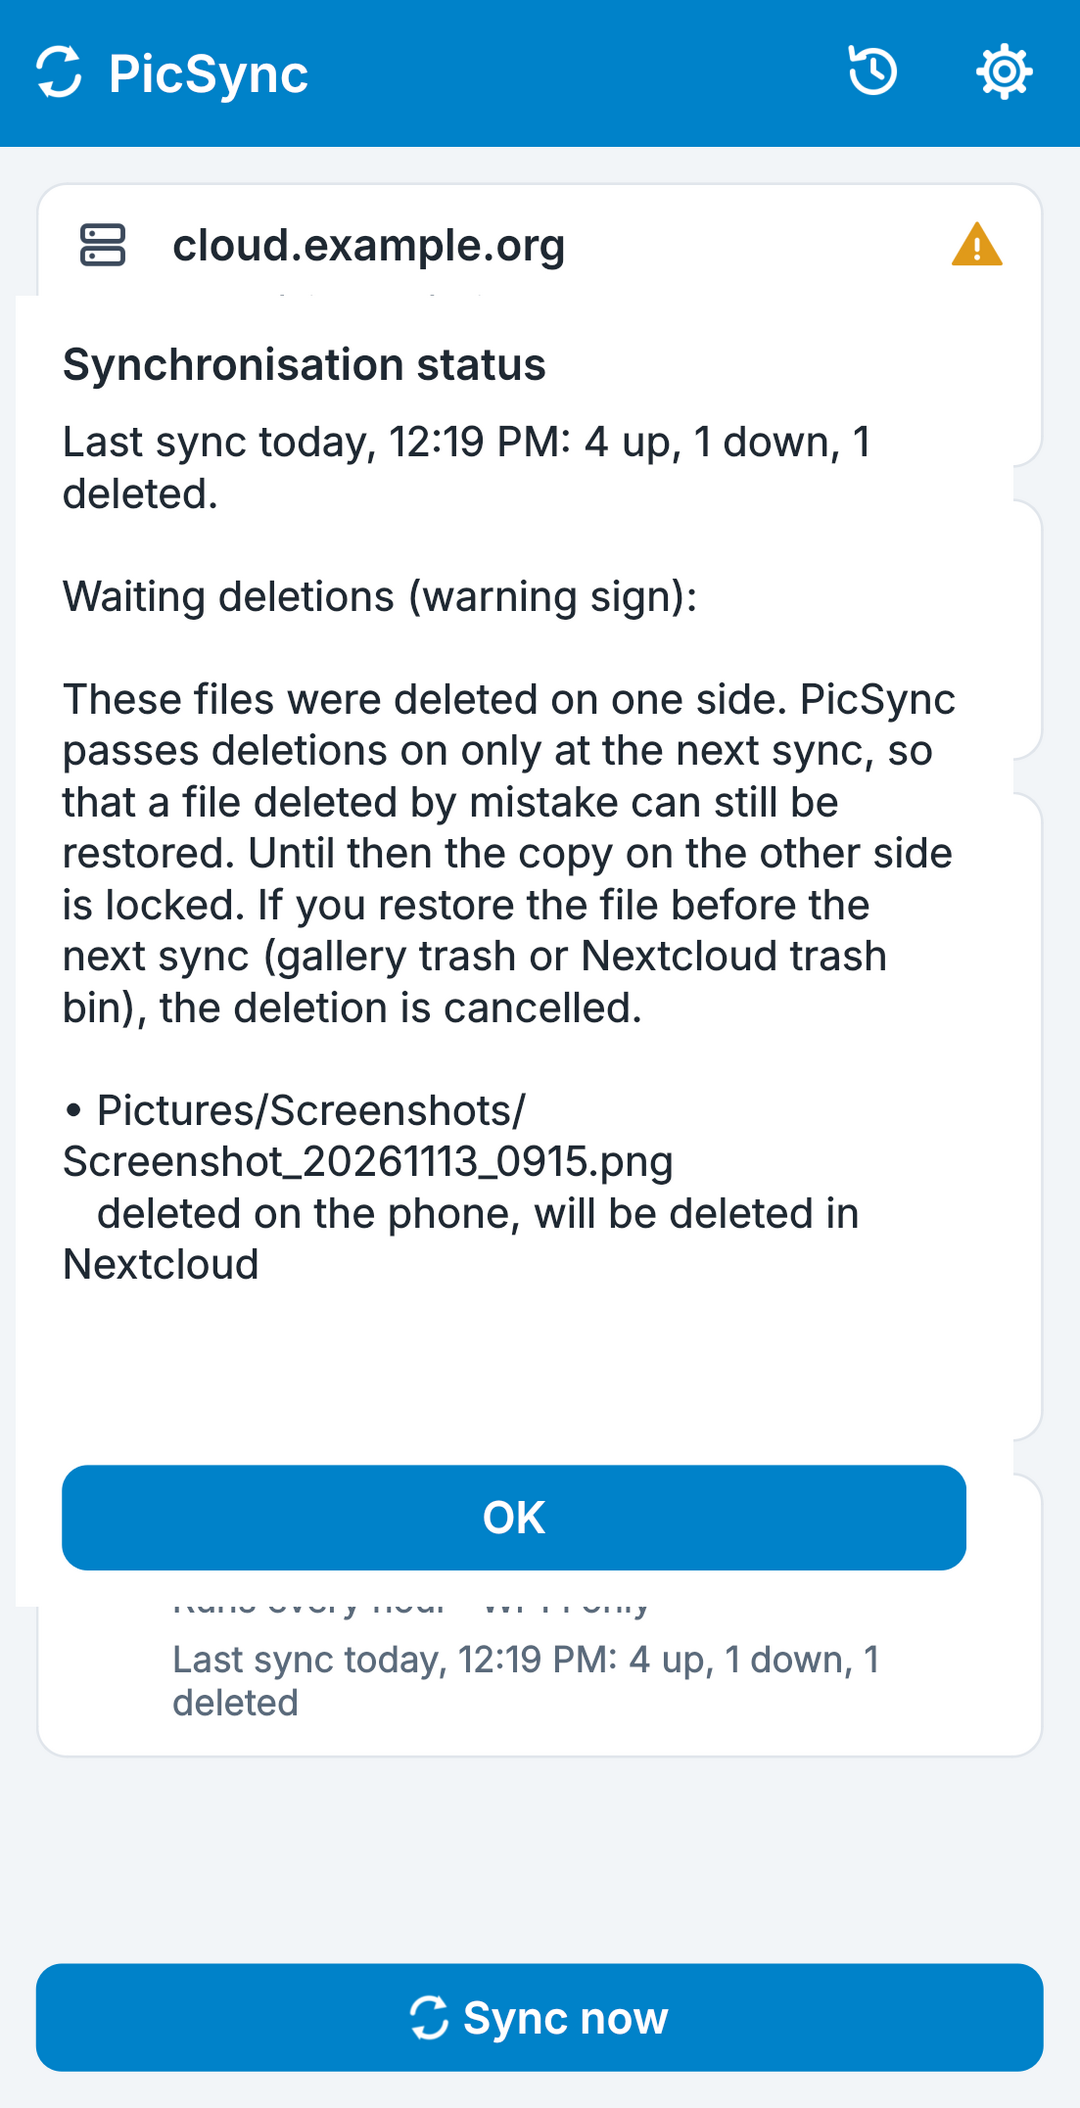 PicSync
cloud.example.org
Synchronisation status
Last sync today, 12:19 PM: 4 up, 1 down, 1
deleted.
Waiting deletions (warning sign):
These files were deleted on one side. PicSync
passes deletions on only at the next sync, so
that a file deleted by mistake can still be
restored. Until then the copy on the other side
is locked. If you restore the file before the
next sync (gallery trash or Nextcloud trash
bin), the deletion is cancelled.
• Pictures/Screenshots/
Screenshot_20261113_0915.png
deleted on the phone, will be deleted in
Nextcloud
OK
Last sync today, 12:19 PM: 4 up, 1 down, 1
deleted
Sync now